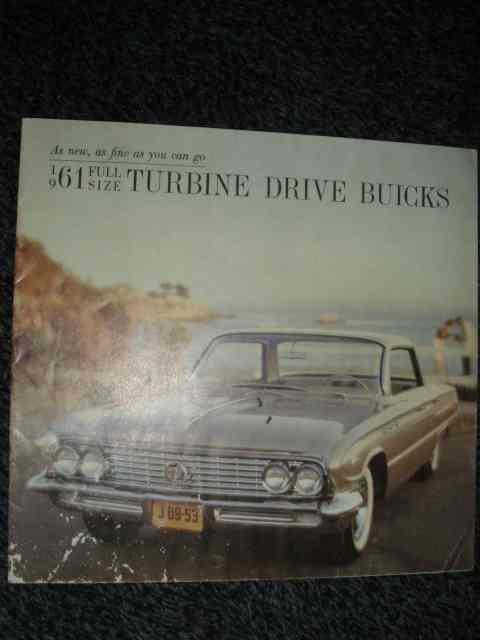 As new, as fine as you can go
1961 FULL SIZE TURBINE DRIVE BUICKS
J 89-53